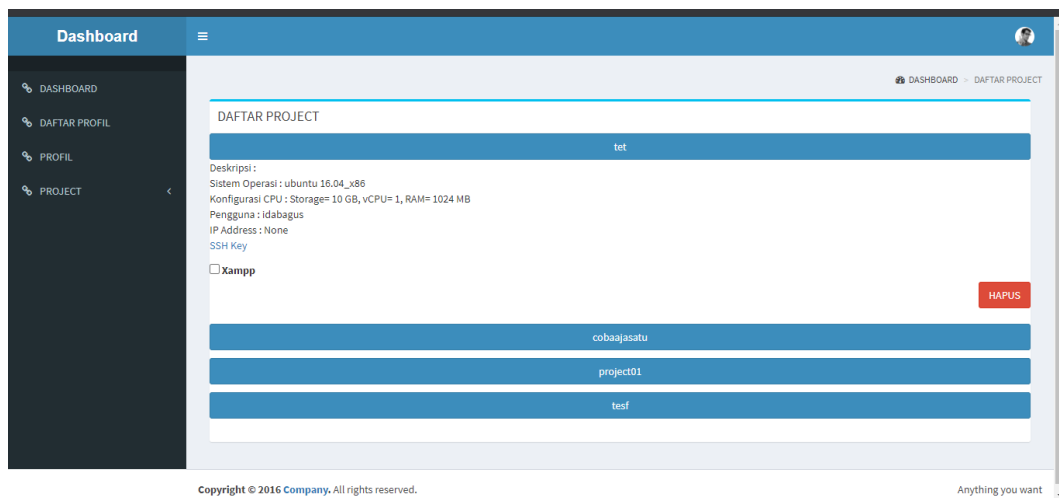 Dashboard
DASHBOARD > DAFTAR PROJECT
DASHBOARD
DAFTAR PROFIL
PROFIL
PROJECT
DAFTAR PROJECT
tet
Deskripsi :
Sistem Operasi : ubuntu 16.04_x86
Konfigurasi CPU : Storage= 10 GB, vCPU= 1, RAM= 1024 MB
Pengguna : idabagus
IP Address : None
SSH Key
Xampp
HAPUS
cobaajasatu
project01
tesf
Copyright © 2016 Company. All rights reserved.
Anything you want